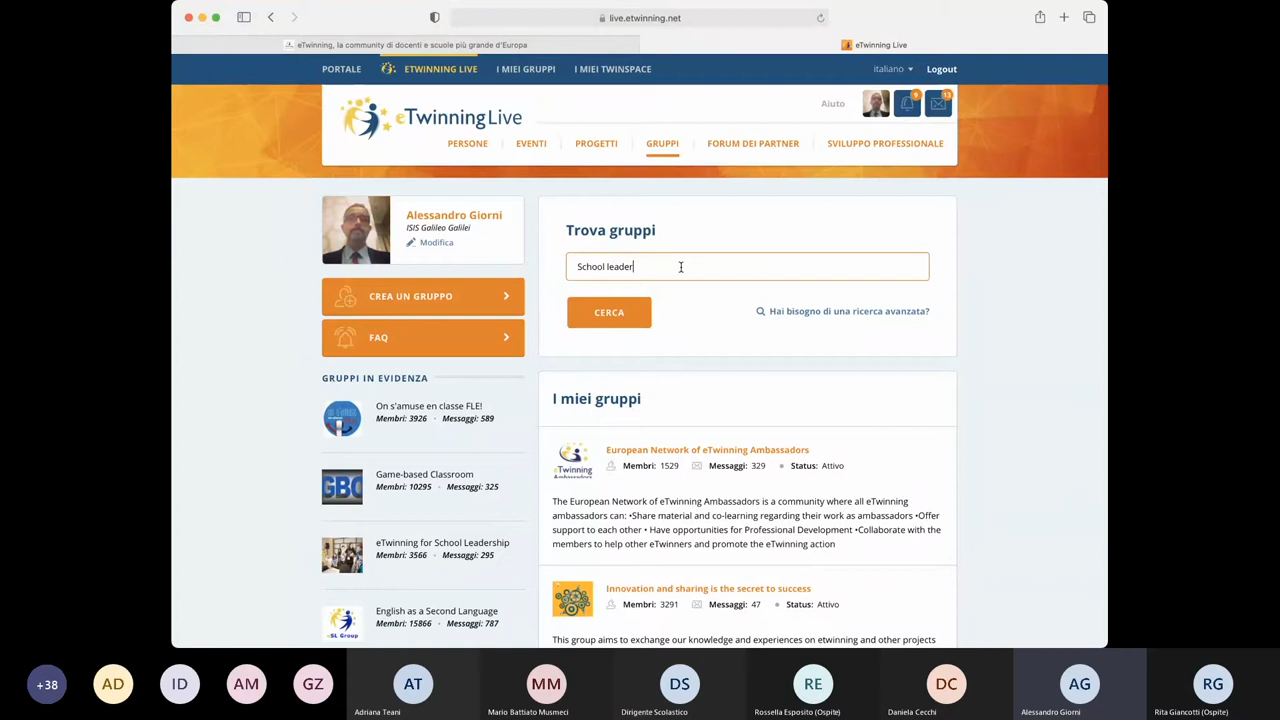 live.etwinning.net
eTwinning, la community di docenti e scuole più grande d'Europa
eTwinning Live
PORTALE
ETWINNING LIVE
I MIEI GRUPPI
I MIEI TWINSPACE
italiano
Logout
eTwinningLive
Aiuto
9
13
PERSONE
EVENTI
PROGETTI
GRUPPI
FORUM DEI PARTNER
SVILUPPO PROFESSIONALE
Alessandro Giorni
ISIS Galileo Galilei
Modifica
CREA UN GRUPPO
FAQ
GRUPPI IN EVIDENZA
On s'amuse en classe FLE!
Membri: 3926 • Messaggi: 589
GBC
Game-based Classroom
Membri: 10295 • Messaggi: 325
eTwinning for School Leadership
Membri: 3566 • Messaggi: 295
eSL Group
English as a Second Language
Membri: 15866 • Messaggi: 787
Trova gruppi
School leader
CERCA
Hai bisogno di una ricerca avanzata?
I miei gruppi
eTwinning
Ambassadors
European Network of eTwinning Ambassadors
Membri: 1529 Messaggi: 329 • Status: Attivo
The European Network of eTwinning Ambassadors is a community where all eTwinning
ambassadors can: •Share material and co-learning regarding their work as ambassadors •Offer
support to each other • Have opportunities for Professional Development •Collaborate with the
members to help other eTwinners and promote the eTwinning action
Innovation and sharing is the secret to success
Membri: 3291 Messaggi: 47 • Status: Attivo
This group aims to exchange our knowledge and experiences on etwinning and other projects
+38
AD
ID
AM
GZ
AT
MM
DS
RE
DC
AG
RG
Adriana Teani
Mario Battiato Musmeci
Dirigente Scolastico
Rossella Esposito (Ospite)
Daniela Cecchi
Alessandro Giorni
Rita Giancotti (Ospite)